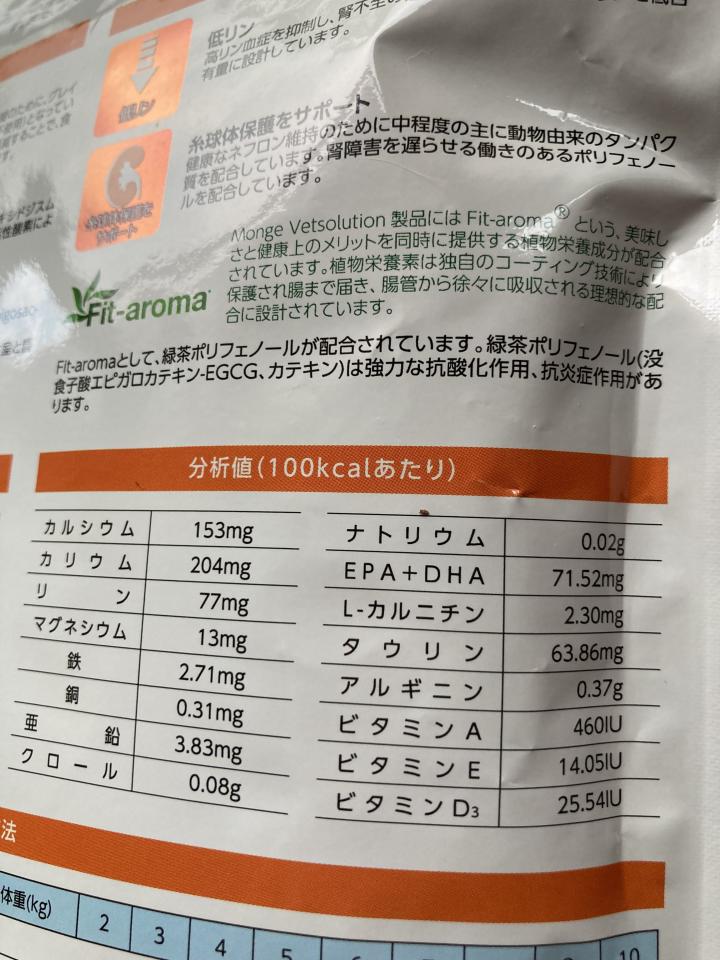 低リン
高リン血症を抑制し、腎不全の
有量に設計しています。
低リン
糸球体保護をサポート
健康なネフロン維持のために中程度の主に動物由来のタンパク
質を配合しています。腎障害を遅らせる働きのあるポリフェノー
ルを配合しています。
糸球体保護を
サポート
Monge Vetsolution 製品には Fit-aroma® という、美味し
さと健康上のメリットを同時に提供する植物栄養成分が配合
されています。植物栄養素は独自のコーティング技術により
保護され腸まで届き、腸管から徐々に吸収される理想的な配
合に設計されています。
Fit-aroma
Fit-aromaとして、緑茶ポリフェノールが配合されています。緑茶ポリフェノール(没
食子酸エピガロカテキン-EGCG、カテキン)は強力な抗酸化作用、抗炎症作用があ
ります。
分析値(100kcalあたり)
カルシウム 153mg
カリウム 204mg
リン 77mg
マグネシウム 13mg
鉄 2.71mg
銅 0.31mg
亜鉛 3.83mg
クロール 0.08g
ナトリウム 0.02g
EPA+DHA 71.52mg
L-カルニチン 2.30mg
タウリン 63.86mg
アルギニン 0.37g
ビタミンA 460IU
ビタミンE 14.05IU
ビタミンD3 25.54IU
法
体重(kg) 2 3 4 5 10